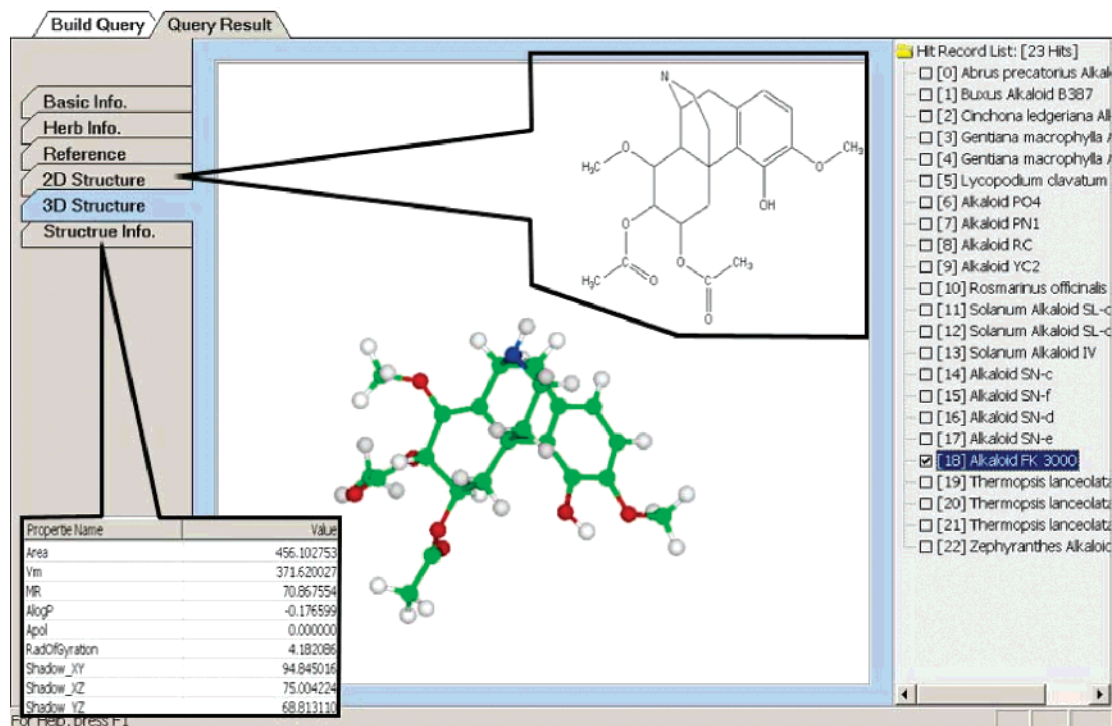 Build Query
Query Result
Basic Info.
Herb Info.
Reference
2D Structure
3D Structure
Structrue Info.
N
H₃C
O
O
CH₃
OH
O
O
H₃C
O
O
CH₃
O
Propertie Name Value
Area 456.102753
Vm 371.620027
MR 70.867554
AlogP -0.176599
Apol 0.000000
RadOfGyration 4.182086
Shadow_XY 94.845016
Shadow_XZ 75.004224
Shadow_YZ 68.813110
For Help, press F1
Hit Record List: [23 Hits]
[0] Abrus precatorius Alkal
[1] Buxus Alkaloid B387
[2] Cinchona ledgeriana Al
[3] Gentiana macrophylla A
[4] Gentiana macrophylla A
[5] Lycopodium clavatum
[6] Alkaloid PO4
[7] Alkaloid PN1
[8] Alkaloid RC
[9] Alkaloid YC2
[10] Rosmarinus officinalis
[11] Solanum Alkaloid SL-c
[12] Solanum Alkaloid SL-c
[13] Solanum Alkaloid IV
[14] Alkaloid SN-c
[15] Alkaloid SN-f
[16] Alkaloid SN-d
[17] Alkaloid SN-e
[18] Alkaloid FK 3000
[19] Thermopsis lanceolata
[20] Thermopsis lanceolata
[21] Thermopsis lanceolata
[22] Zephyranthes Alkaloid